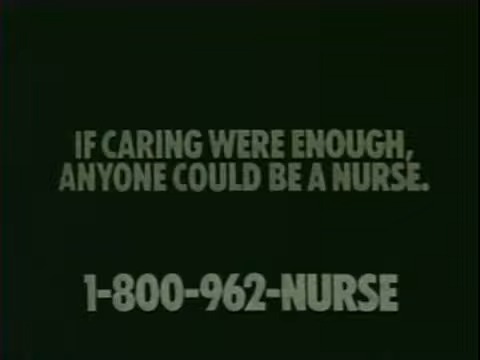 IF CARING WERE ENOUGH,
ANYONE COULD BE A NURSE.
1-800-962-NURSE